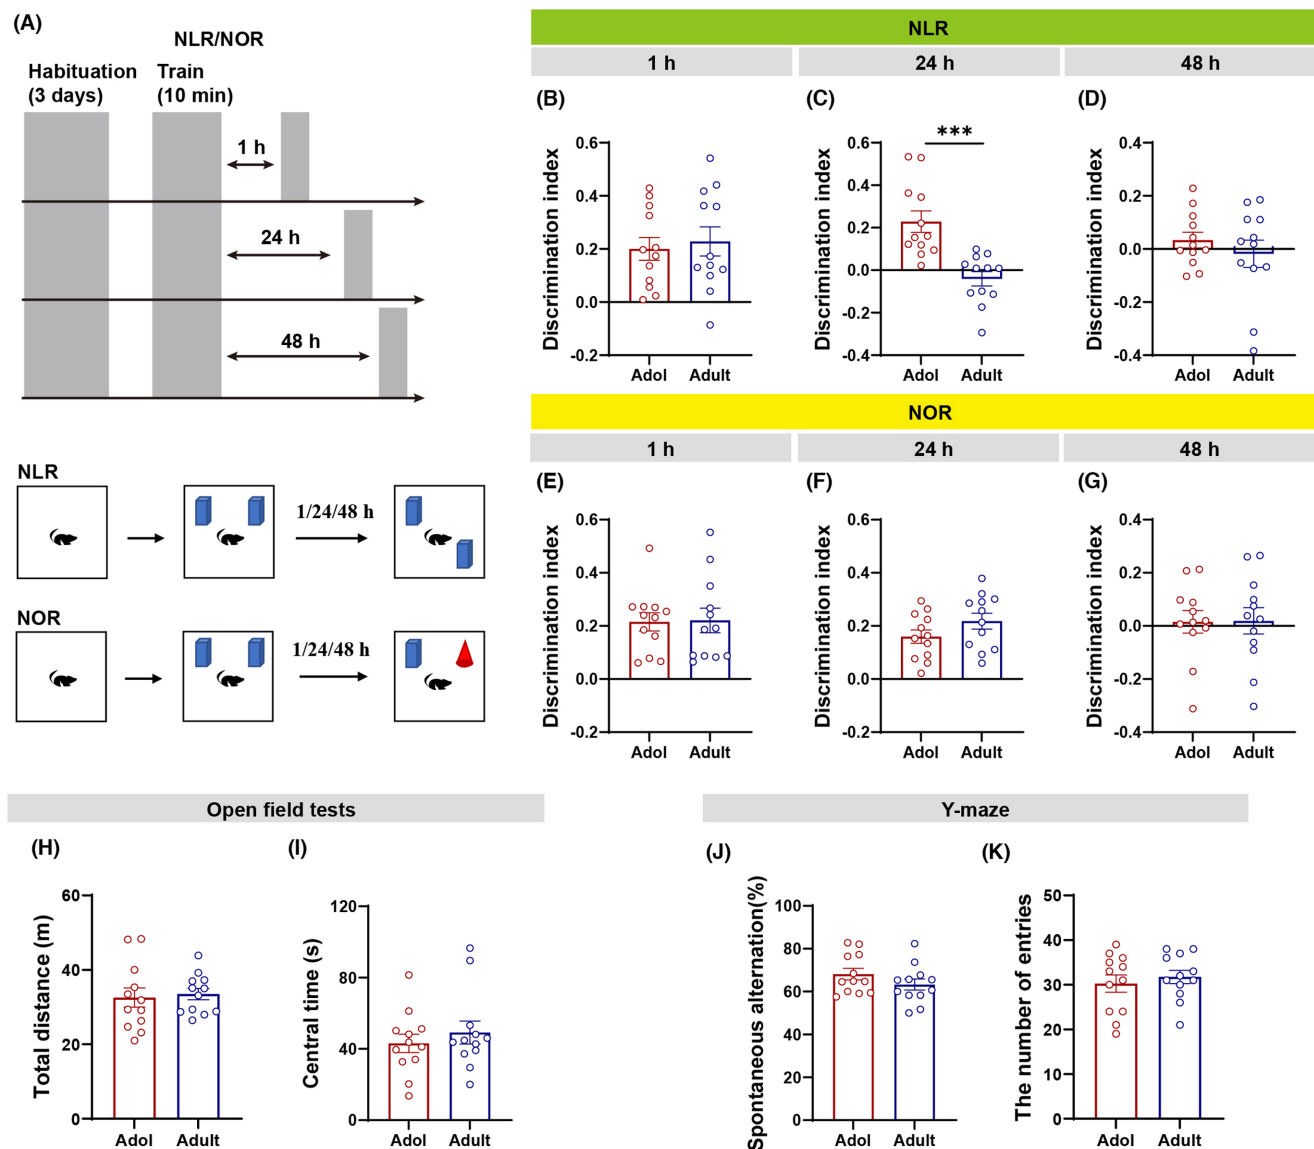 (A)
NLR/NOR
Habituation
(3 days)
Train
(10 min)
1 h
24 h
48 h
NLR
1/24/48 h
NOR
1/24/48 h
NLR
1 h
24 h
48 h
(B)
Discrimination index
0.6
0.4
0.2
0.0
-0.2
Adol
Adult
(C)
Discrimination index
0.6
0.4
0.2
0.0
-0.2
-0.4
***
Adol
Adult
(D)
Discrimination index
0.4
0.2
0.0
-0.2
-0.4
Adol
Adult
NOR
1 h
24 h
48 h
(E)
Discrimination index
0.6
0.4
0.2
0.0
-0.2
Adol
Adult
(F)
Discrimination index
0.6
0.4
0.2
0.0
-0.2
Adol
Adult
(G)
Discrimination index
0.4
0.2
0.0
-0.2
-0.4
Adol
Adult
Open field tests
(H)
Total distance (m)
60
40
20
0
Adol
Adult
(I)
Central time (s)
120
80
40
0
Adol
Adult
Y-maze
(J)
Spontaneous alternation(%)
100
80
60
40
20
0
Adol
Adult
(K)
The number of entries
50
40
30
20
10
0
Adol
Adult